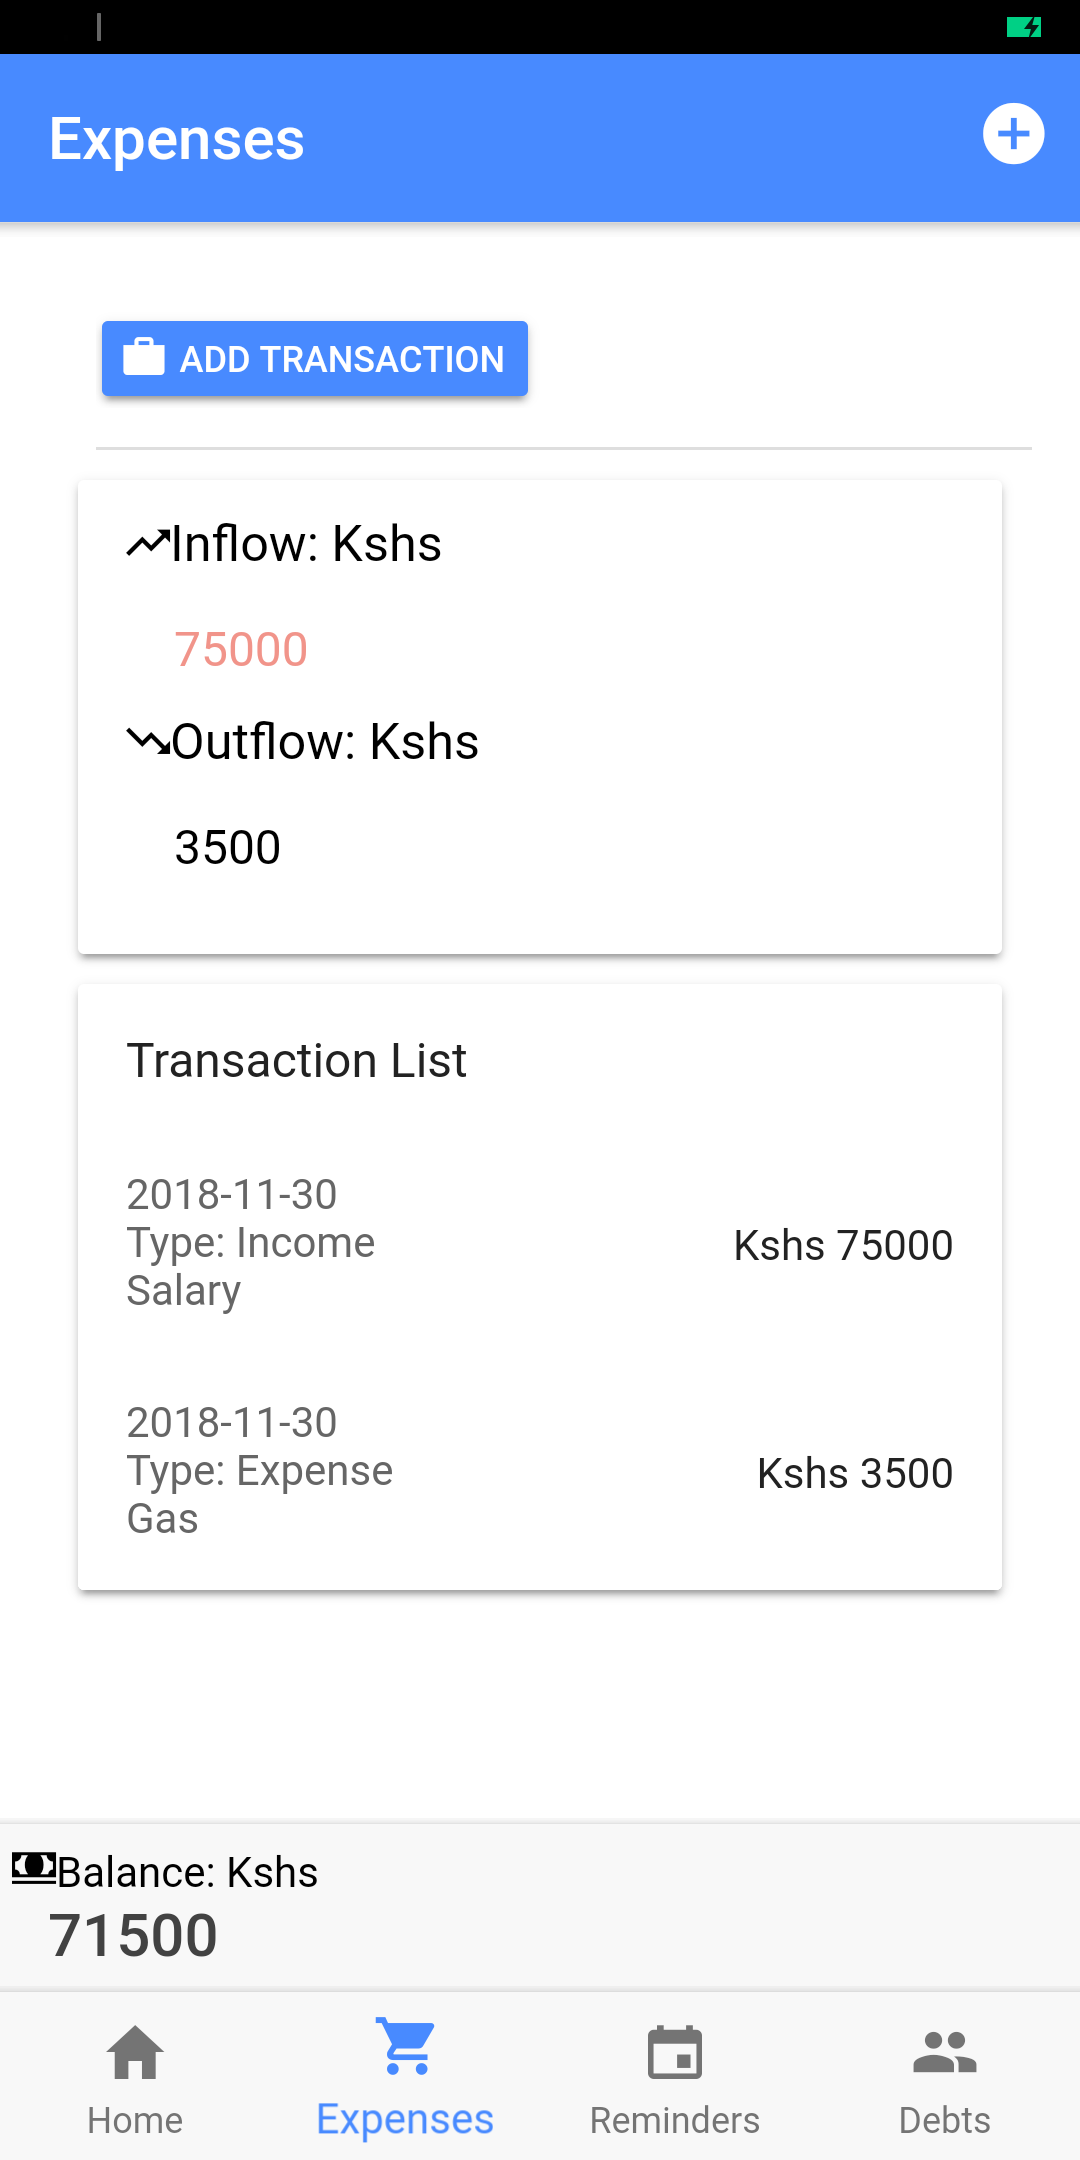 Expenses
ADD TRANSACTION
Inflow: Kshs
75000
Outflow: Kshs
3500
Transaction List
2018-11-30
Type: Income
Kshs 75000
Salary
2018-11-30
Type: Expense
Kshs 3500
Gas
Balance: Kshs
71500
Home
Expenses
Reminders
Debts